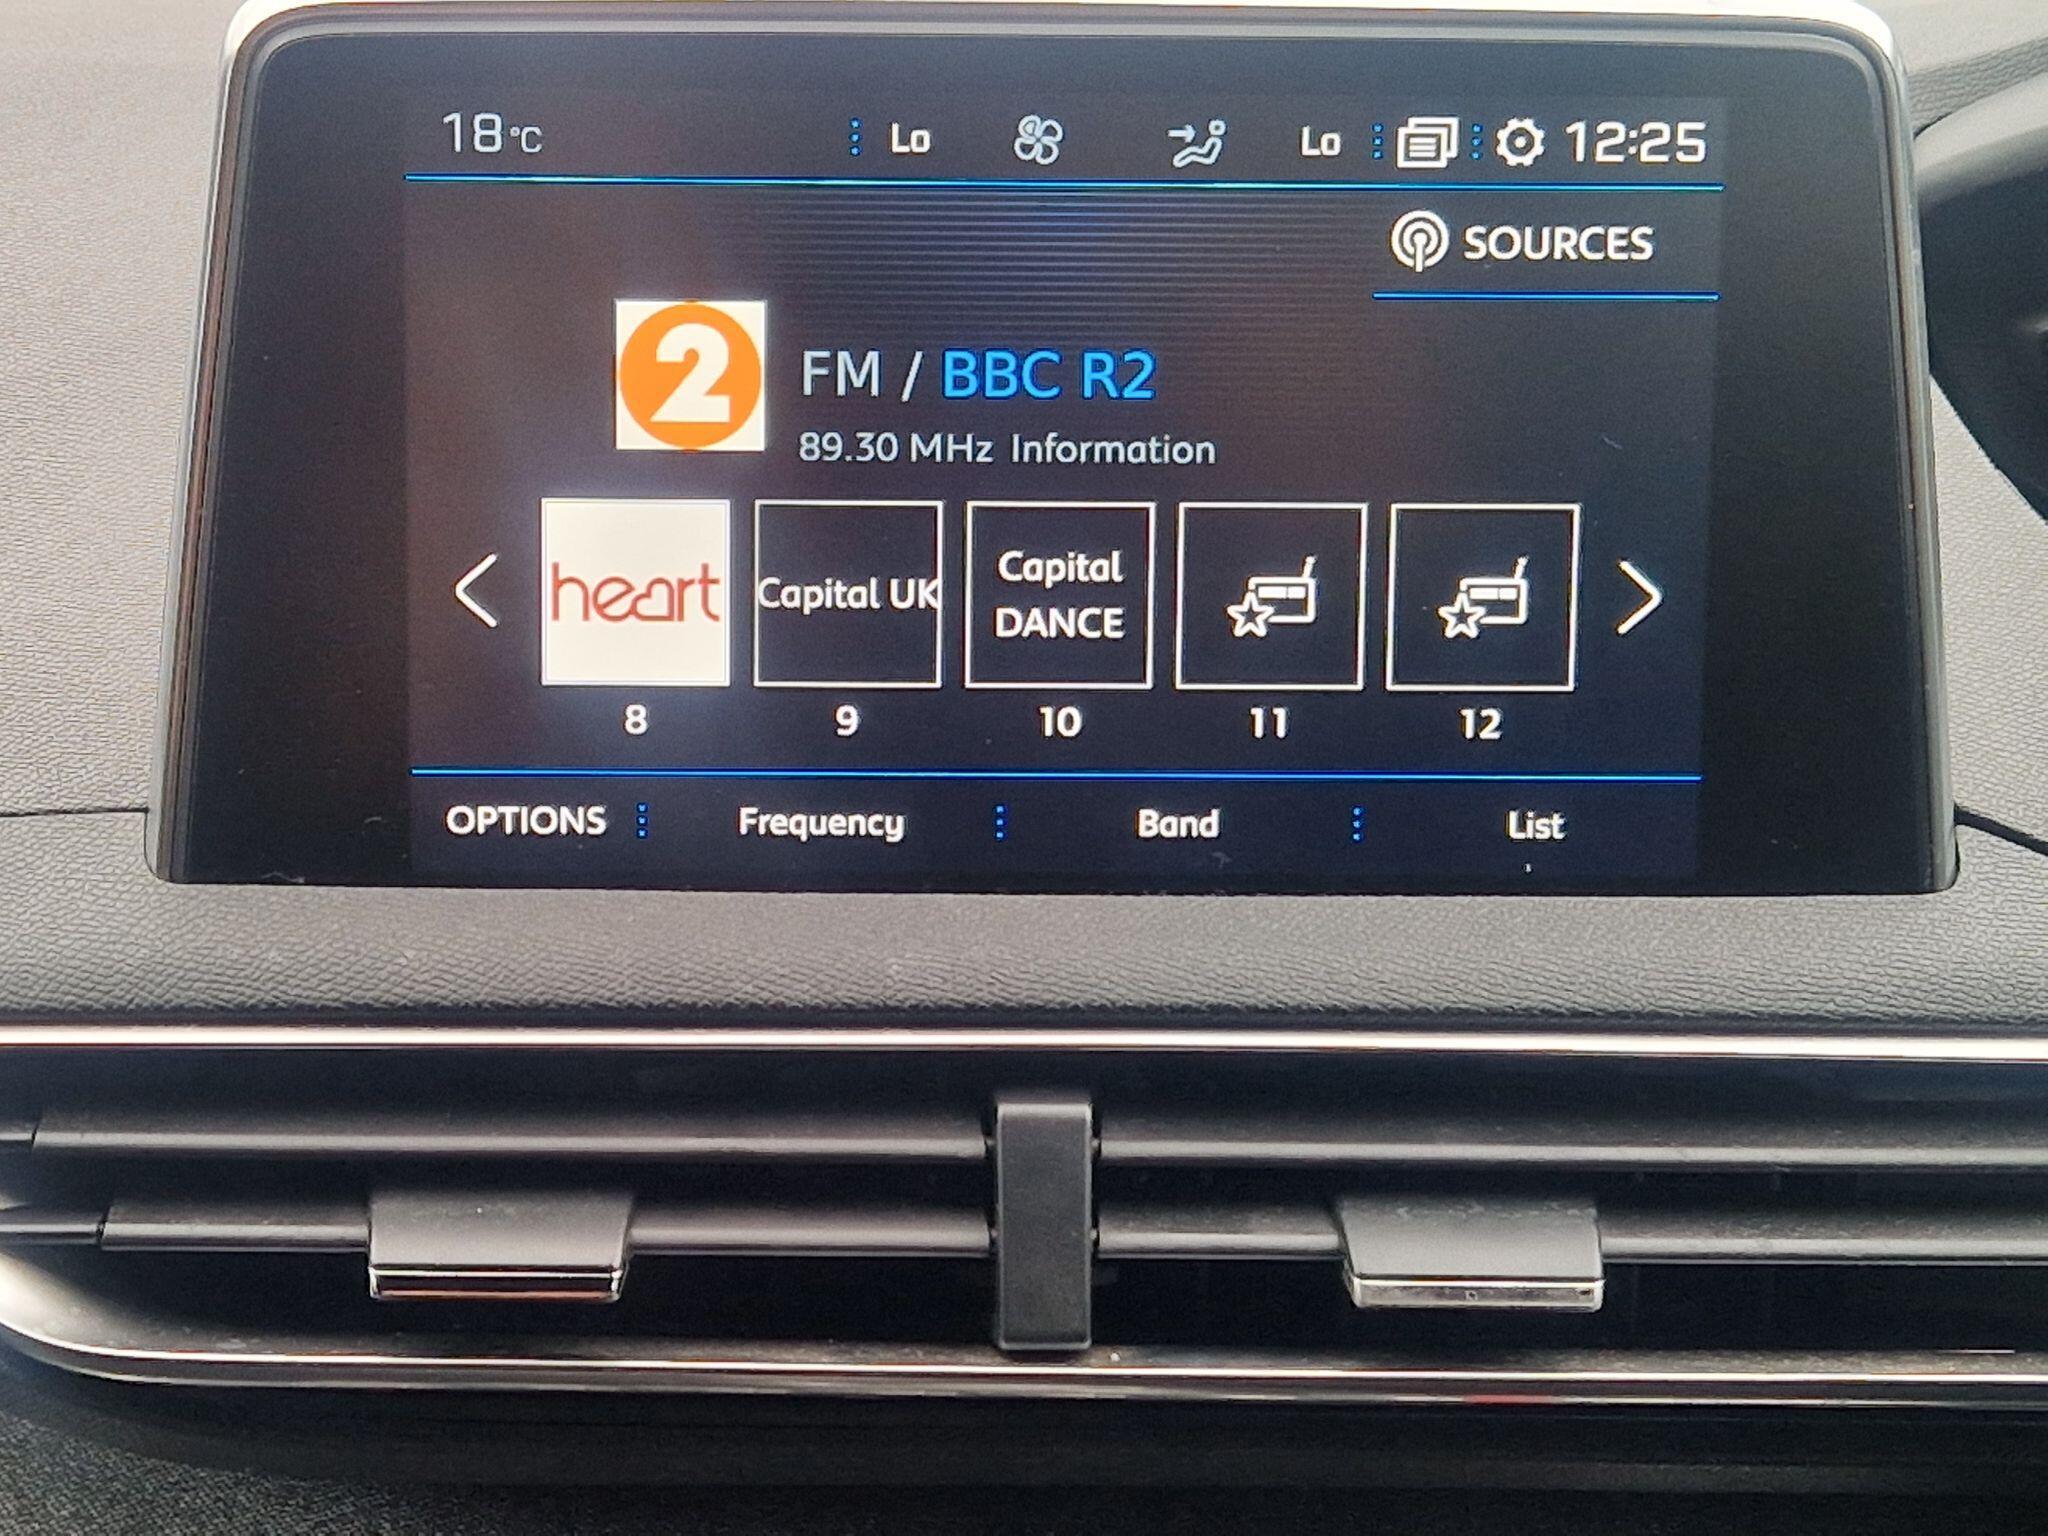 18°C Lo Lo 12:25
SOURCES
2
FM / BBC R2
89.30 MHz Information
heart
Capital UK
Capital
DANCE
8 9 10 11 12
OPTIONS Frequency Band List